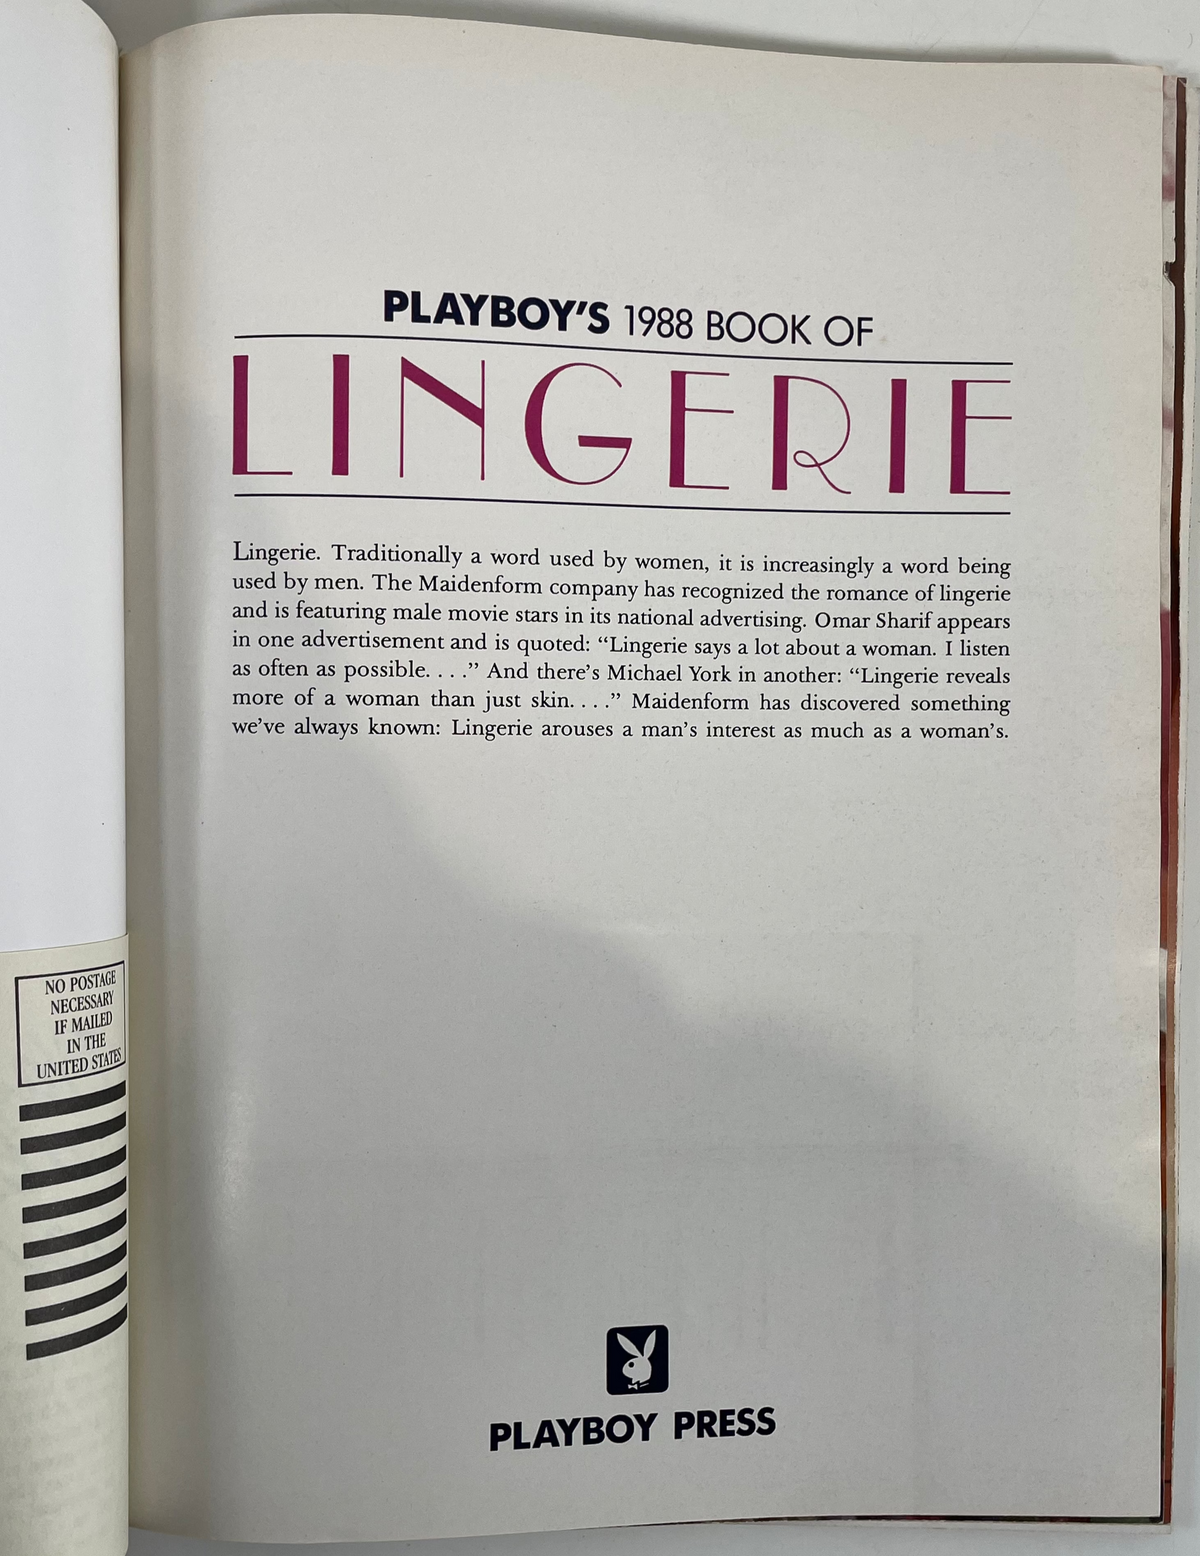 PLAYBOY'S 1988 BOOK OF
LINGERIE
Lingerie. Traditionally a word used by women, it is increasingly a word being
used by men. The Maidenform company has recognized the romance of lingerie
and is featuring male movie stars in its national advertising. Omar Sharif appears
in one advertisement and is quoted: “Lingerie says a lot about a woman. I listen
as often as possible. . . .” And there’s Michael York in another: “Lingerie reveals
more of a woman than just skin. . . .” Maidenform has discovered something
we’ve always known: Lingerie arouses a man’s interest as much as a woman’s.
NO POSTAGE
NECESSARY
IF MAILED
IN THE
UNITED STATES
PLAYBOY PRESS